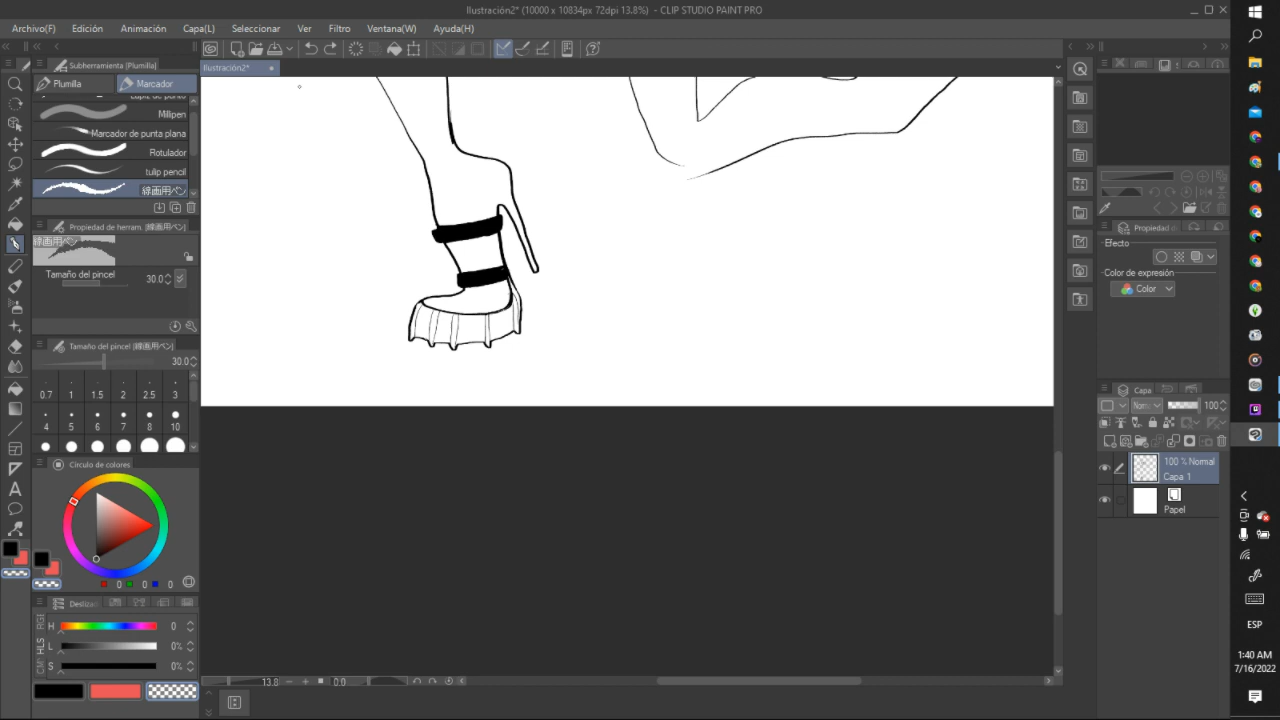 Ilustración2* (10000 x 10834px 72dpi 13.8%) - CLIP STUDIO PAINT PRO
Archivo(F) Edición Animación Capa(L) Seleccionar Ver Filtro Ventana(W) Ayuda(H)
Subherramienta (Plumilla)
Ilustración2*
Plumilla Marcador
Millipen
Marcador de punta plana
Rotulador
tulip pencil
線画用ペン
Propiedad de herram. (線画用ペン)
線画用ペン
Tamaño del pincel 30.0
Tamaño del pincel (線画用ペン)
30.0
0.7 1 1.5 2 2.5 3
4 5 6 7 8 10
Círculo de colores
0 0 0
Desliza
RGB
HLS
H 0
L 0%
S 0%
13.8
0.0
Propiedad d
Efecto
Color de expresión
Color
Capa
100
100 % Normal
Capa 1
Papel
ESP
1:40 AM
7/16/2022